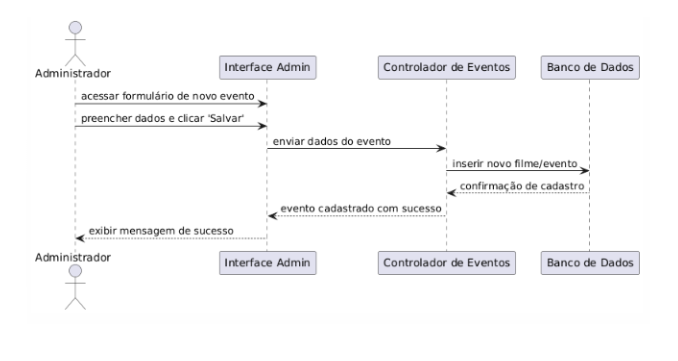 Administrador
Interface Admin
Controlador de Eventos
Banco de Dados
acessar formulário de novo evento
preencher dados e clicar 'Salvar'
enviar dados do evento
inserir novo filme/evento
confirmação de cadastro
evento cadastrado com sucesso
exibir mensagem de sucesso
Administrador
Interface Admin
Controlador de Eventos
Banco de Dados